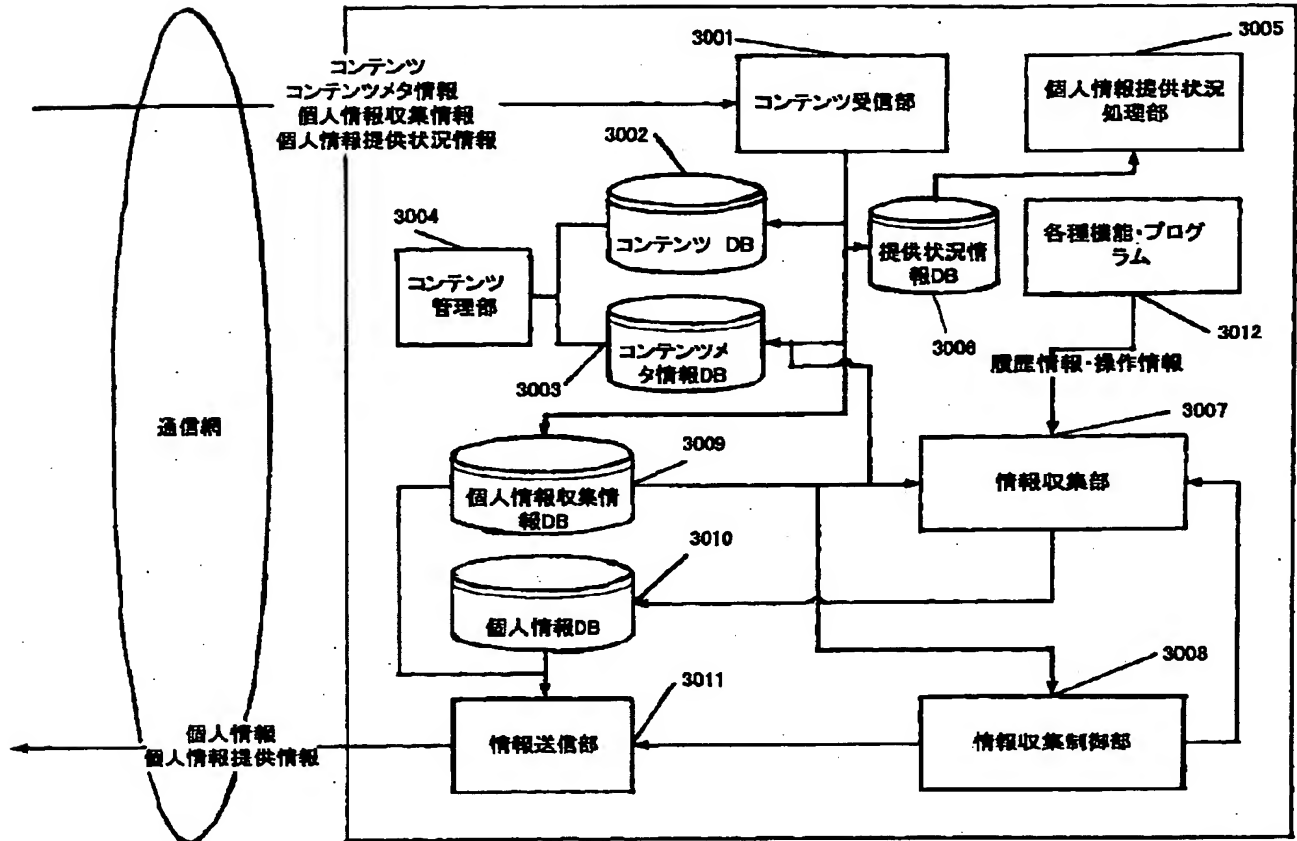 コンテンツ
コンテンツメタ情報
個人情報収集情報
個人情報提供状況情報
3001
コンテンツ受信部
3005
個人情報提供状況
処理部
3002
コンテンツ DB
3004
コンテンツ
管理部
提供状況情
報DB
3006
各種機能・プログ
ラム
3012
コンテンツメ
タ情報DB
3003
履歴情報・操作情報
通信網
3009
個人情報収集情
報DB
3007
情報収集部
3010
個人情報DB
3011
情報送信部
3008
情報収集制御部
個人情報
個人情報提供情報